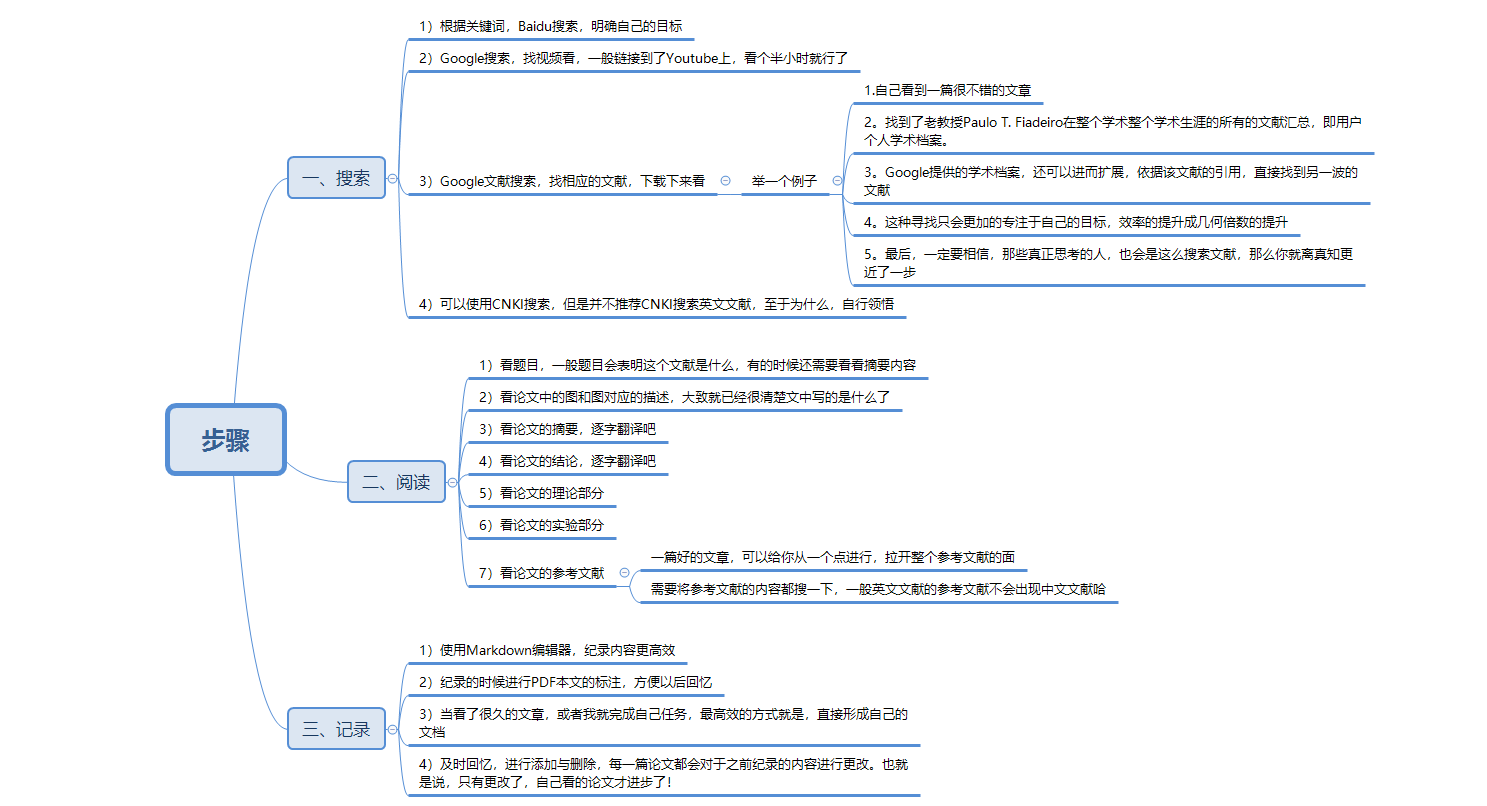 步骤
一、搜索
1）根据关键词，Baidu搜索，明确自己的目标
2）Google搜索，找视频看，一般链接到了Youtube上，看个半小时就行了
3）Google文献搜索，找相应的文献，下载下来看
举一个例子
1.自己看到一篇很不错的文章
2。找到了老教授Paulo T. Fiadeiro在整个学术整个学术生涯的所有的文献汇总，即用户
个人学术档案。
3。Google提供的学术档案，还可以进而扩展，依据该文献的引用，直接找到另一波的
文献
4。这种寻找只会更加的专注于自己的目标，效率的提升成几何倍数的提升
5。最后，一定要相信，那些真正思考的人，也会是这么搜索文献，那么你就离真知更
近了一步
4）可以使用CNKI搜索，但是并不推荐CNKI搜索英文文献，至于为什么，自行领悟
二、阅读
1）看题目，一般题目会表明这个文献是什么，有的时候还需要看看摘要内容
2）看论文中的图和图对应的描述，大致就已经很清楚文中写的是什么了
3）看论文的摘要，逐字翻译吧
4）看论文的结论，逐字翻译吧
5）看论文的理论部分
6）看论文的实验部分
7）看论文的参考文献
一篇好的文章，可以给你从一个点进行，拉开整个参考文献的面
需要将参考文献的内容都搜一下，一般英文文献的参考文献不会出现中文文献哈
三、记录
1）使用Markdown编辑器，纪录内容更高效
2）纪录的时候进行PDF本文的标注，方便以后回忆
3）当看了很久的文章，或者我就完成自己任务，最高效的方式就是，直接形成自己的
文档
4）及时回忆，进行添加与删除，每一篇论文都会对于之前纪录的内容进行更改。也就
是说，只有更改了，自己看的论文才进步了！